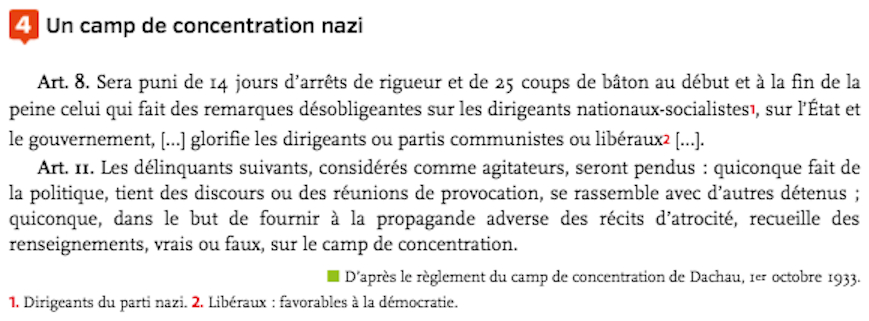 4 Un camp de concentration nazi
Art. 8. Sera puni de 14 jours d'arrêts de rigueur et de 25 coups de bâton au début et à la fin de la
peine celui qui fait des remarques désobligeantes sur les dirigeants nationaux-socialistes1, sur l'État et
le gouvernement, [...] glorifie les dirigeants ou partis communistes ou libéraux2 [...].
Art. 11. Les délinquants suivants, considérés comme agitateurs, seront pendus : quiconque fait de
la politique, tient des discours ou des réunions de provocation, se rassemble avec d'autres détenus ;
quiconque, dans le but de fournir à la propagande adverse des récits d'atrocité, recueille des
renseignements, vrais ou faux, sur le camp de concentration.
D'après le règlement du camp de concentration de Dachau, 1er octobre 1933.
1. Dirigeants du parti nazi. 2. Libéraux : favorables à la démocratie.